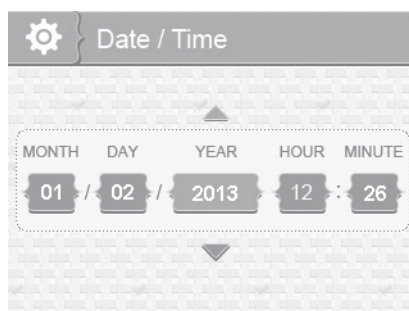 Date / Time
MONTH DAY YEAR HOUR MINUTE
01 / 02 / 2013 12 : 26